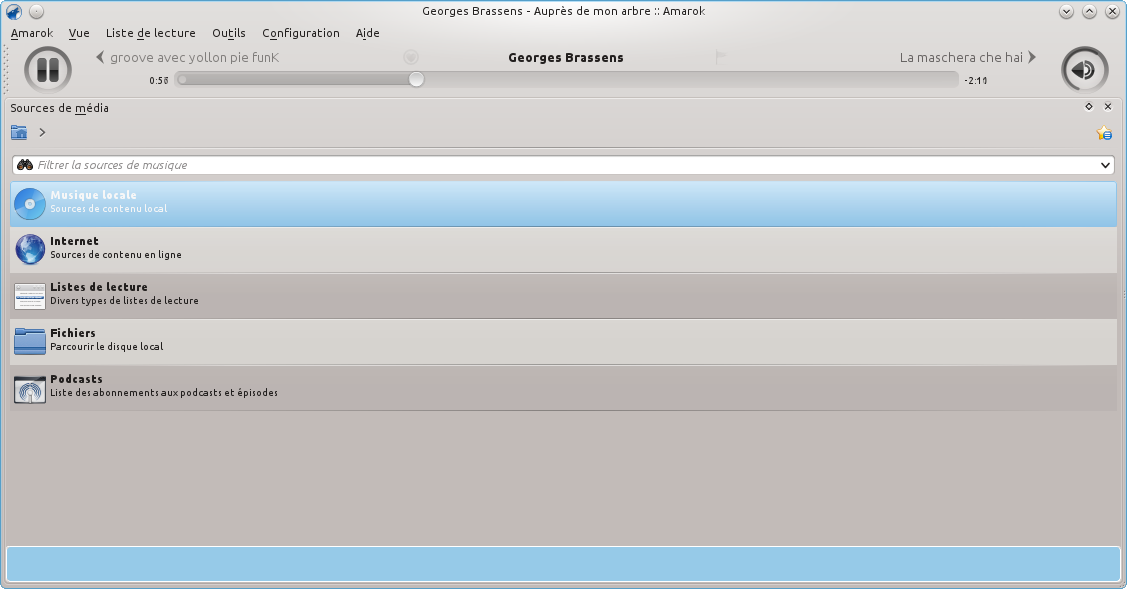 Georges Brassens - Auprès de mon arbre :: Amarok
Amarok Vue Liste de lecture Outils Configuration Aide
groove avec yollon pie funK Georges Brassens La maschera che hai
0:56 -2:11
Sources de média
Filtrer la sources de musique
Musique locale
Sources de contenu local
Internet
Sources de contenu en ligne
Listes de lecture
Divers types de listes de lecture
Fichiers
Parcourir le disque local
Podcasts
Liste des abonnements aux podcasts et épisodes